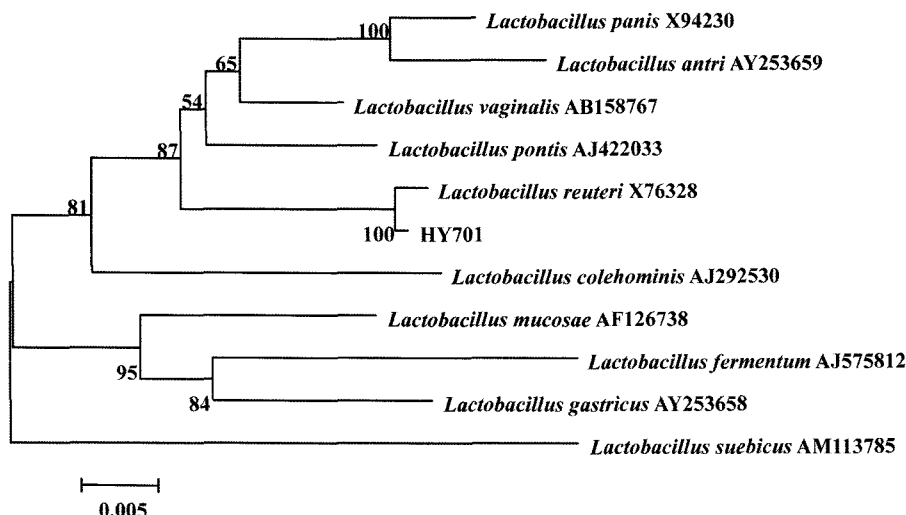 Lactobacillus panis X94230
100
Lactobacillus antri AY253659
65
Lactobacillus vaginalis AB158767
54
Lactobacillus pontis AJ422033
87
Lactobacillus reuteri X76328
81
100 HY701
Lactobacillus colehominis AJ292530
Lactobacillus mucosae AF126738
Lactobacillus fermentum AJ575812
95
84 Lactobacillus gastricus AY253658
Lactobacillus suebicus AM113785
0.005